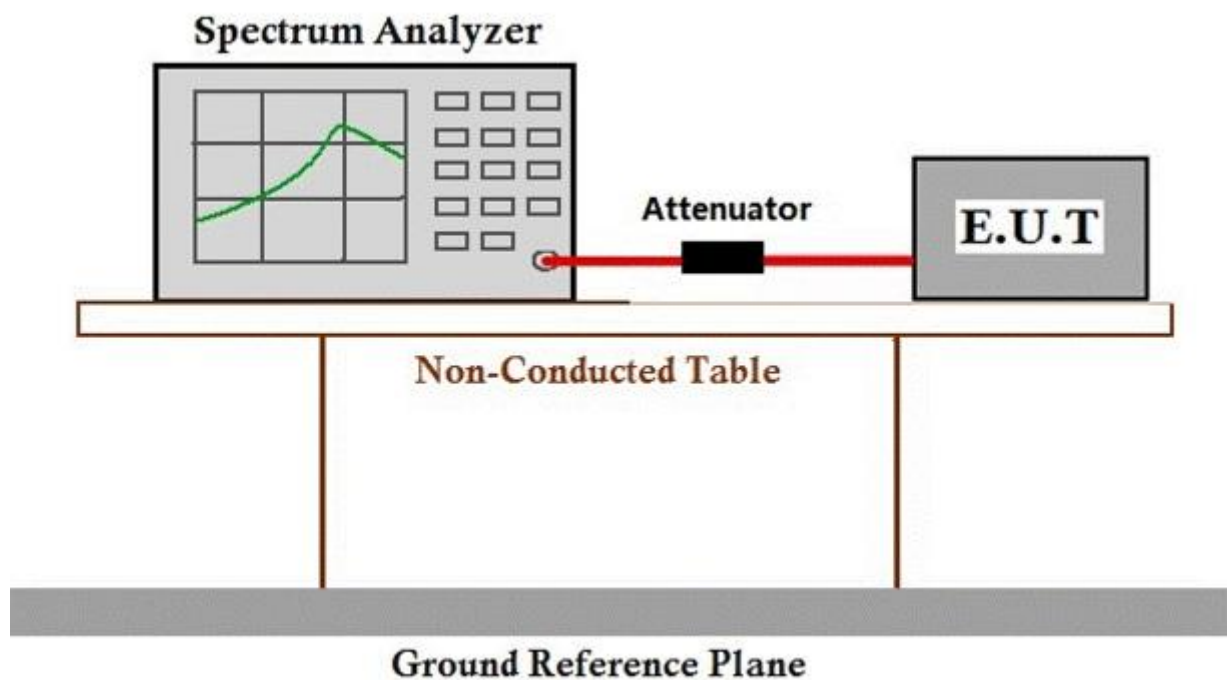 Spectrum Analyzer
Attenuator
E.U.T
Non-Conducted Table
Ground Reference Plane